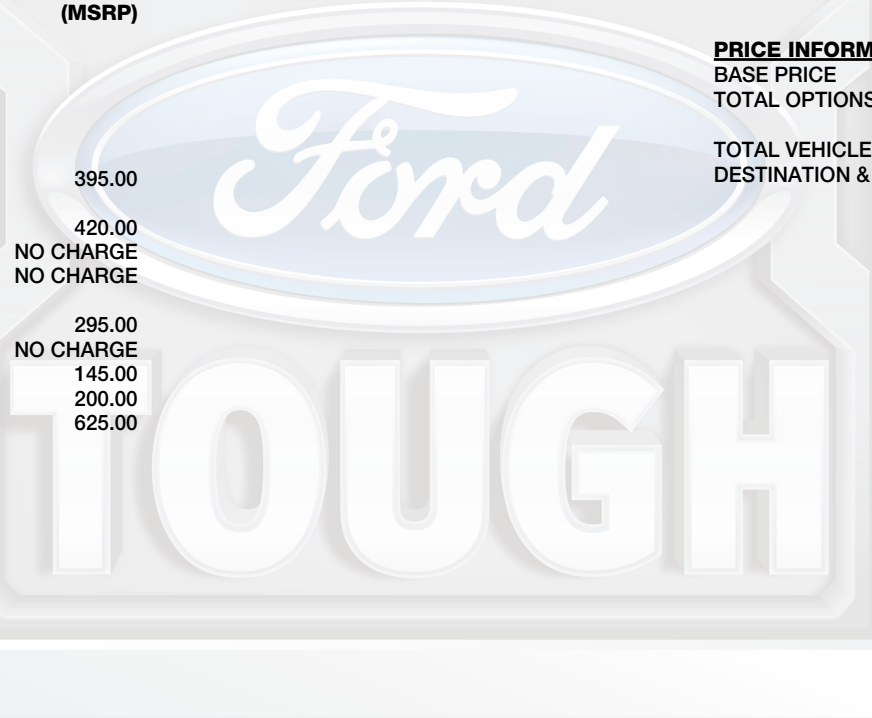 (MSRP)
395.00
420.00
NO CHARGE
NO CHARGE
295.00
NO CHARGE
145.00
200.00
625.00
PRICE INFORM
BASE PRICE
TOTAL OPTIONS
TOTAL VEHICLE
DESTINATION &
Ford
TOUGH